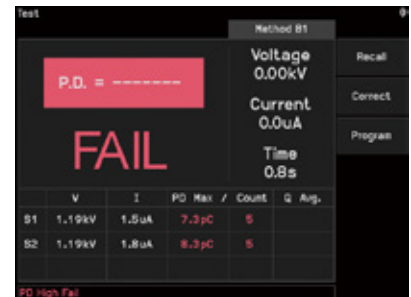 Test
Method B1
P.D. = -------
FAIL
Voltage
0.00kV
Current
0.0uA
Time
0.8s
Recall
Correct
Program
V I PD Max / Count Q Avg.
S1 1.19kV 1.5uA 7.3pC 5
S2 1.19kV 1.8uA 8.3pC 5
PD High Fail